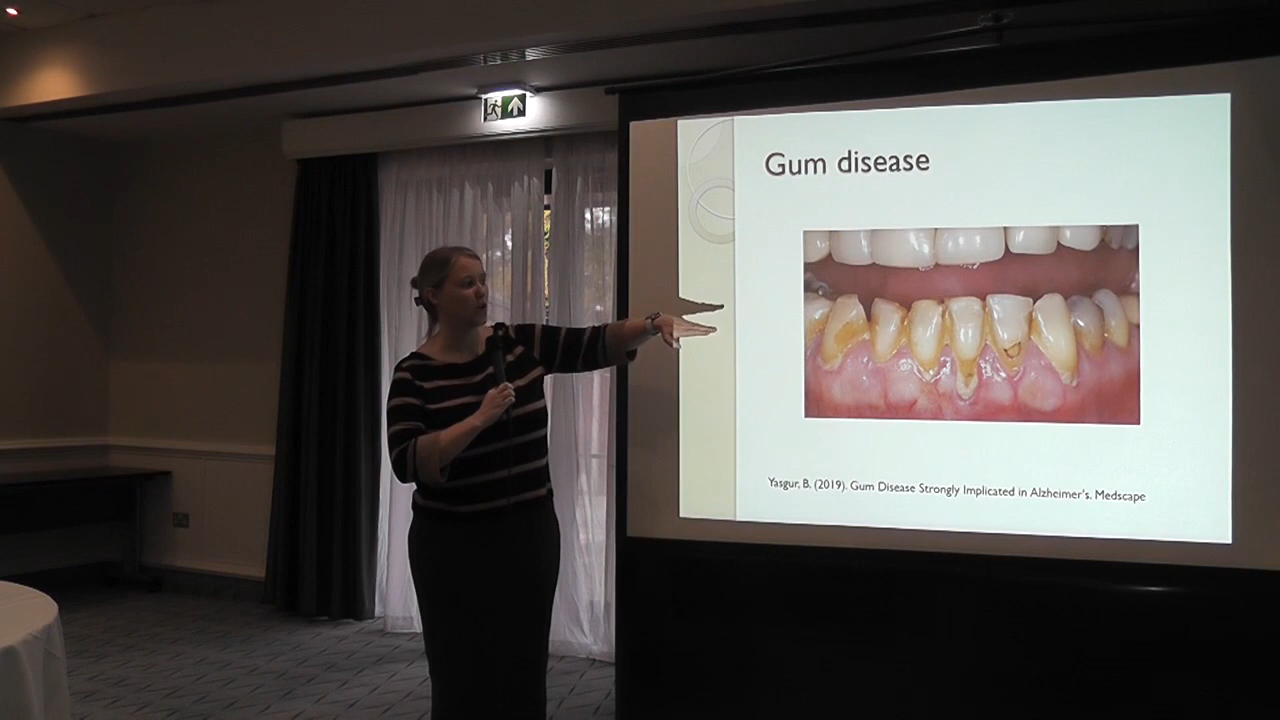 Gum disease
Yasgur, B. (2019). Gum Disease Strongly Implicated in Alzheimer's. Medscape